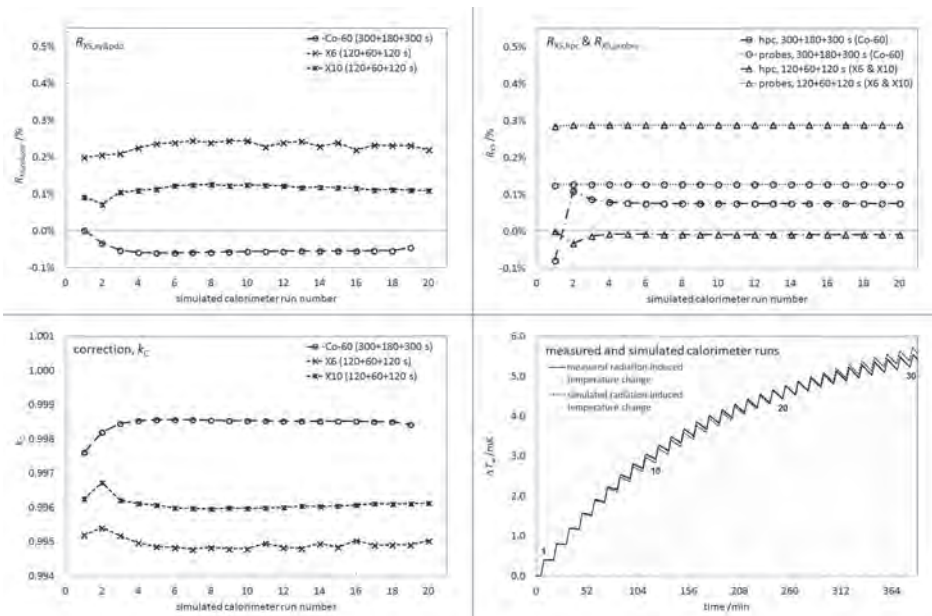 R_XS,ni&pdd
Co-60 (300+180+300 s)
X6 (120+60+120 s)
X10 (120+60+120 s)
0.5%
0.4%
0.3%
0.2%
0.1%
0.0%
-0.1%
0 2 4 6 8 10 12 14 16 18 20
simulated calorimeter run number
R_XS,hpc & R_XS,probes
hpc, 300+180+300 s (Co-60)
probes, 300+180+300 s (Co-60)
hpc, 120+60+120 s (X6 & X10)
probes, 120+60+120 s (X6 & X10)
R_XS /%
0.5%
0.4%
0.3%
0.2%
0.1%
0.0%
-0.1%
0 2 4 6 8 10 12 14 16 18 20
simulated calorimeter run number
correction, k_C
Co-60 (300+180+300 s)
X6 (120+60+120 s)
X10 (120+60+120 s)
k_C
1.001
1.000
0.999
0.998
0.997
0.996
0.995
0.994
0 2 4 6 8 10 12 14 16 18 20
simulated calorimeter run number
measured and simulated calorimeter runs
measured radiation-induced
temperature change
simulated radiation-induced
temperature change
ΔT_w /mK
6.0
5.0
4.0
3.0
2.0
1.0
0.0
1
10
20
30
0 52 104 156 208 260 312 364
time /min